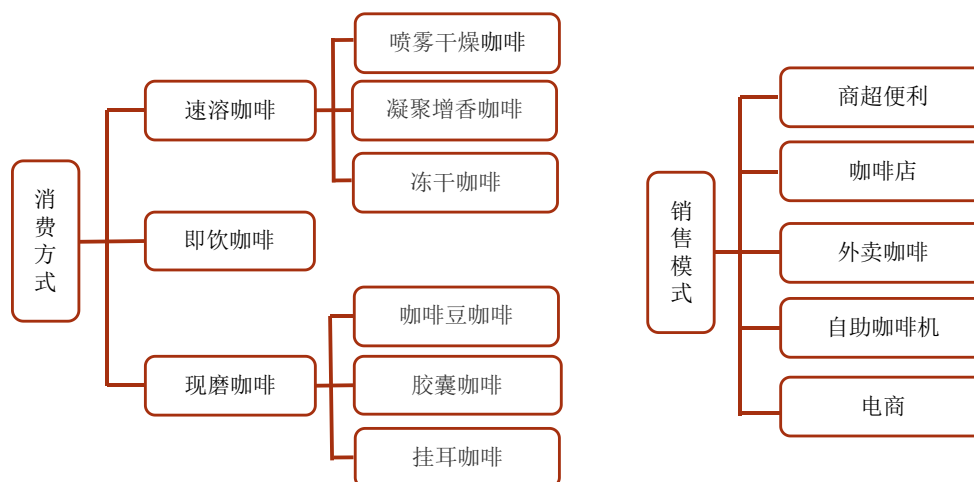 消费方式
速溶咖啡
喷雾干燥咖啡
凝聚增香咖啡
冻干咖啡
即饮咖啡
现磨咖啡
咖啡豆咖啡
胶囊咖啡
挂耳咖啡
销售模式
商超便利
咖啡店
外卖咖啡
自助咖啡机
电商